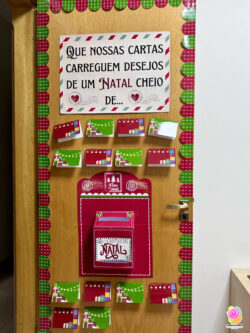 Que nossas cartas
carreguem desejos
de um Natal cheio
de...
Natal